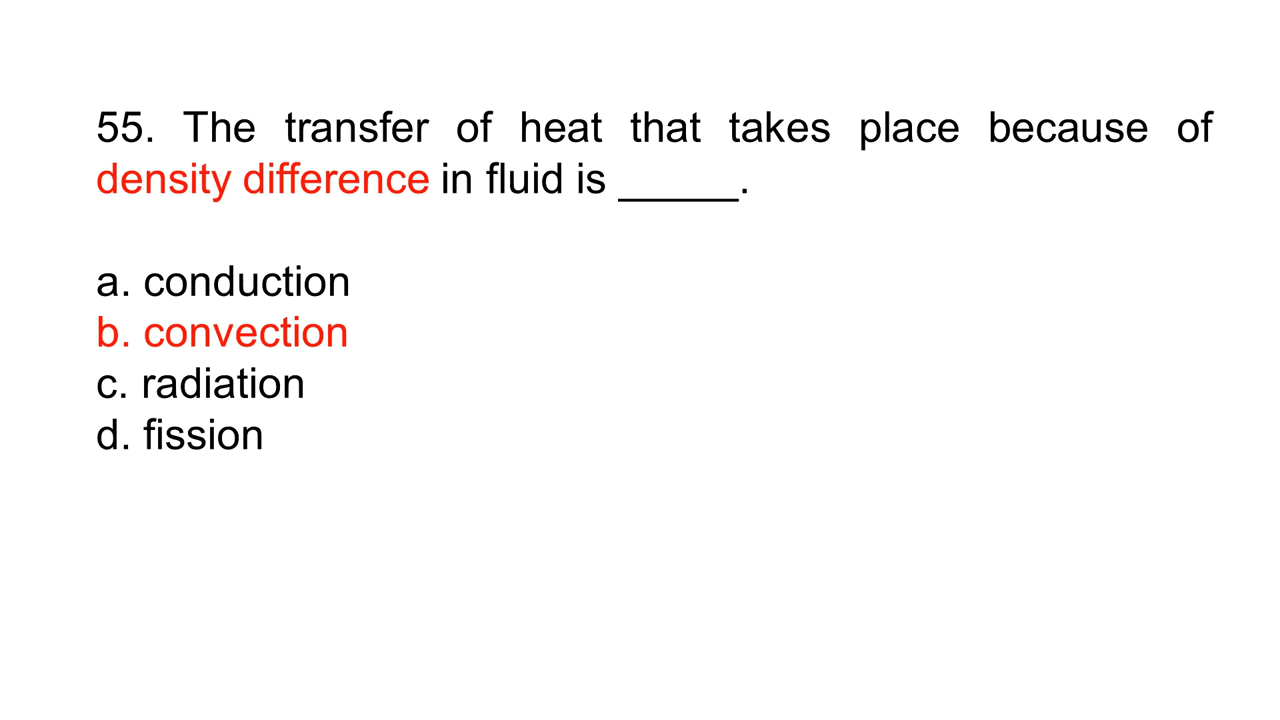 55. The transfer of heat that takes place because of
density difference in fluid is _____.
a. conduction
b. convection
c. radiation
d. fission